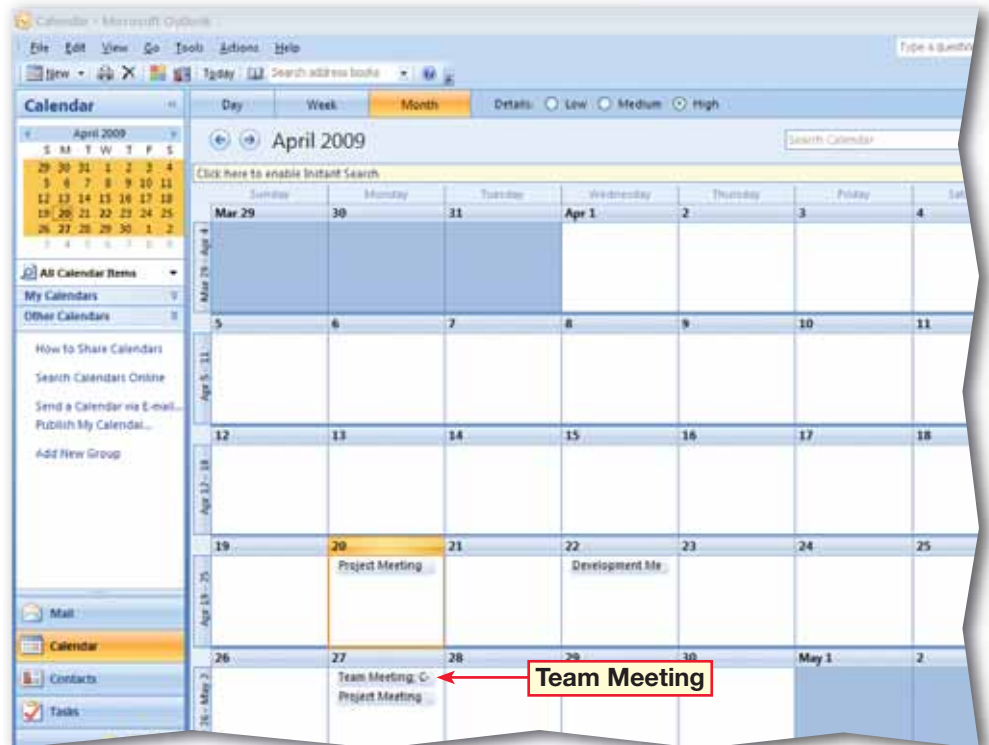 Calendar - Microsoft Outlook
File Edit View Go Tools Actions Help
Type a question
New Today Search address books
Calendar
Day Week Month Details: Low Medium High
April 2009
S M T W T F S
29 30 31 1 2 3 4
5 6 7 8 9 10 11
12 13 14 15 16 17 18
19 20 21 22 23 24 25
26 27 28 29 30 1 2
3 4 5 6 7 8 9
All Calendar Items
My Calendars
Other Calendars
How to Share Calendars
Search Calendars Online
Send a Calendar via E-mail...
Publish My Calendar...
Add New Group
Mail
Calendar
Contacts
Tasks
April 2009
Search Calendar
Click here to enable Instant Search
Sunday Monday Tuesday Wednesday Thursday Friday Sat
Mar 29 30 31 Apr 1 2 3 4
Mar 29 - Apr 4
5 6 7 8 9 10 11
Apr 5 - 11
12 13 14 15 16 17 18
Apr 12 - 18
19 20 21 22 23 24 25
Project Meeting Development Me
Apr 19 - 25
26 27 28 29 30 May 1 2
Team Meeting; C
Project Meeting
26 - May 2
Team Meeting